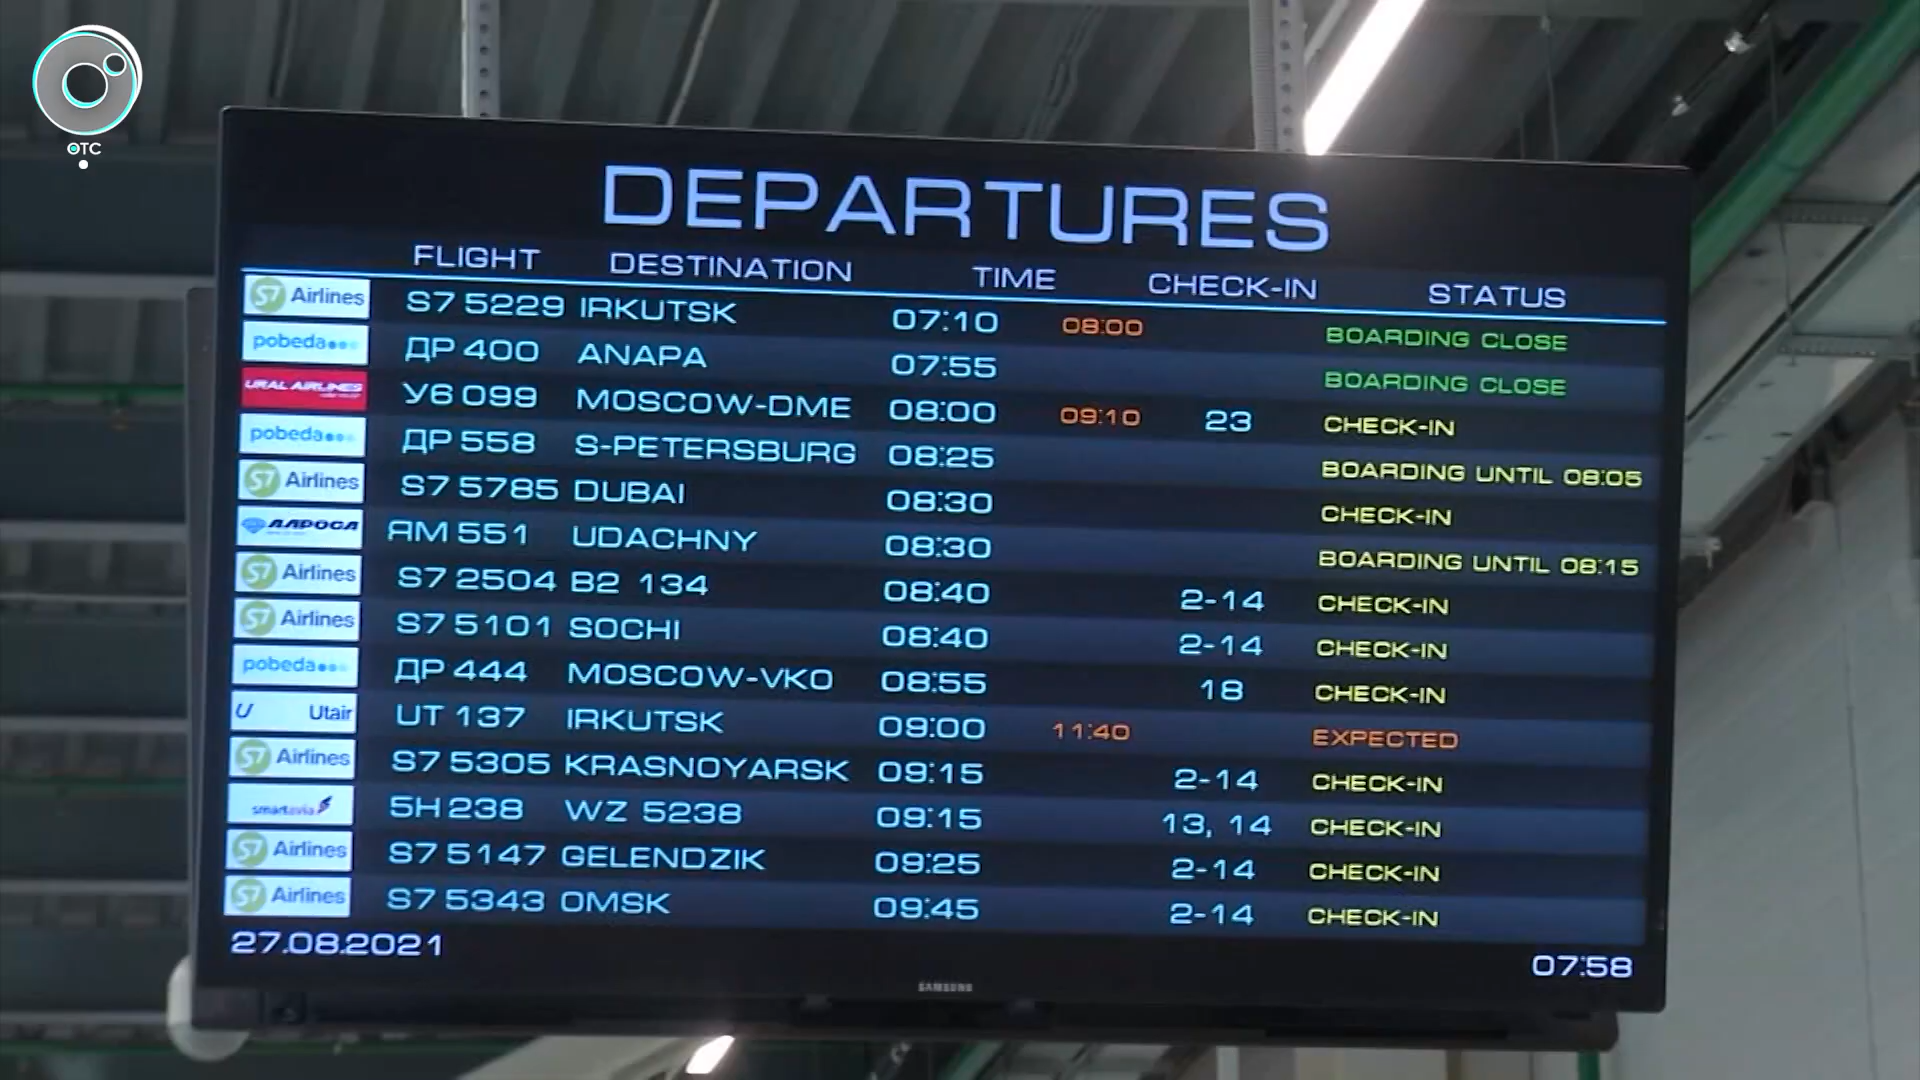 ОТС
DEPARTURES
FLIGHT DESTINATION TIME CHECK-IN STATUS
S7 Airlines S7 5229 IRKUTSK 07:10 08:00 BOARDING CLOSE
pobeda ДР 400 ANAPA 07:55 BOARDING CLOSE
URAL AIRLINES У6 099 MOSCOW-DME 08:00 09:10 23 CHECK-IN
pobeda ДР 558 S-PETERSBURG 08:25 BOARDING UNTIL 08:05
S7 Airlines S7 5785 DUBAI 08:30 CHECK-IN
АЛРОСА ЯМ 551 UDACHNY 08:30 BOARDING UNTIL 08:15
S7 Airlines S7 2504 B2 134 08:40 2-14 CHECK-IN
S7 Airlines S7 5101 SOCHI 08:40 2-14 CHECK-IN
pobeda ДР 444 MOSCOW-VKO 08:55 18 CHECK-IN
Utair UT 137 IRKUTSK 09:00 11:40 EXPECTED
S7 Airlines S7 5305 KRASNOYARSK 09:15 2-14 CHECK-IN
smartavia 5H 238 WZ 5238 09:15 13, 14 CHECK-IN
S7 Airlines S7 5147 GELENDZIK 09:25 2-14 CHECK-IN
S7 Airlines S7 5343 OMSK 09:45 2-14 CHECK-IN
27.08.2021 07:58
SAMSUNG